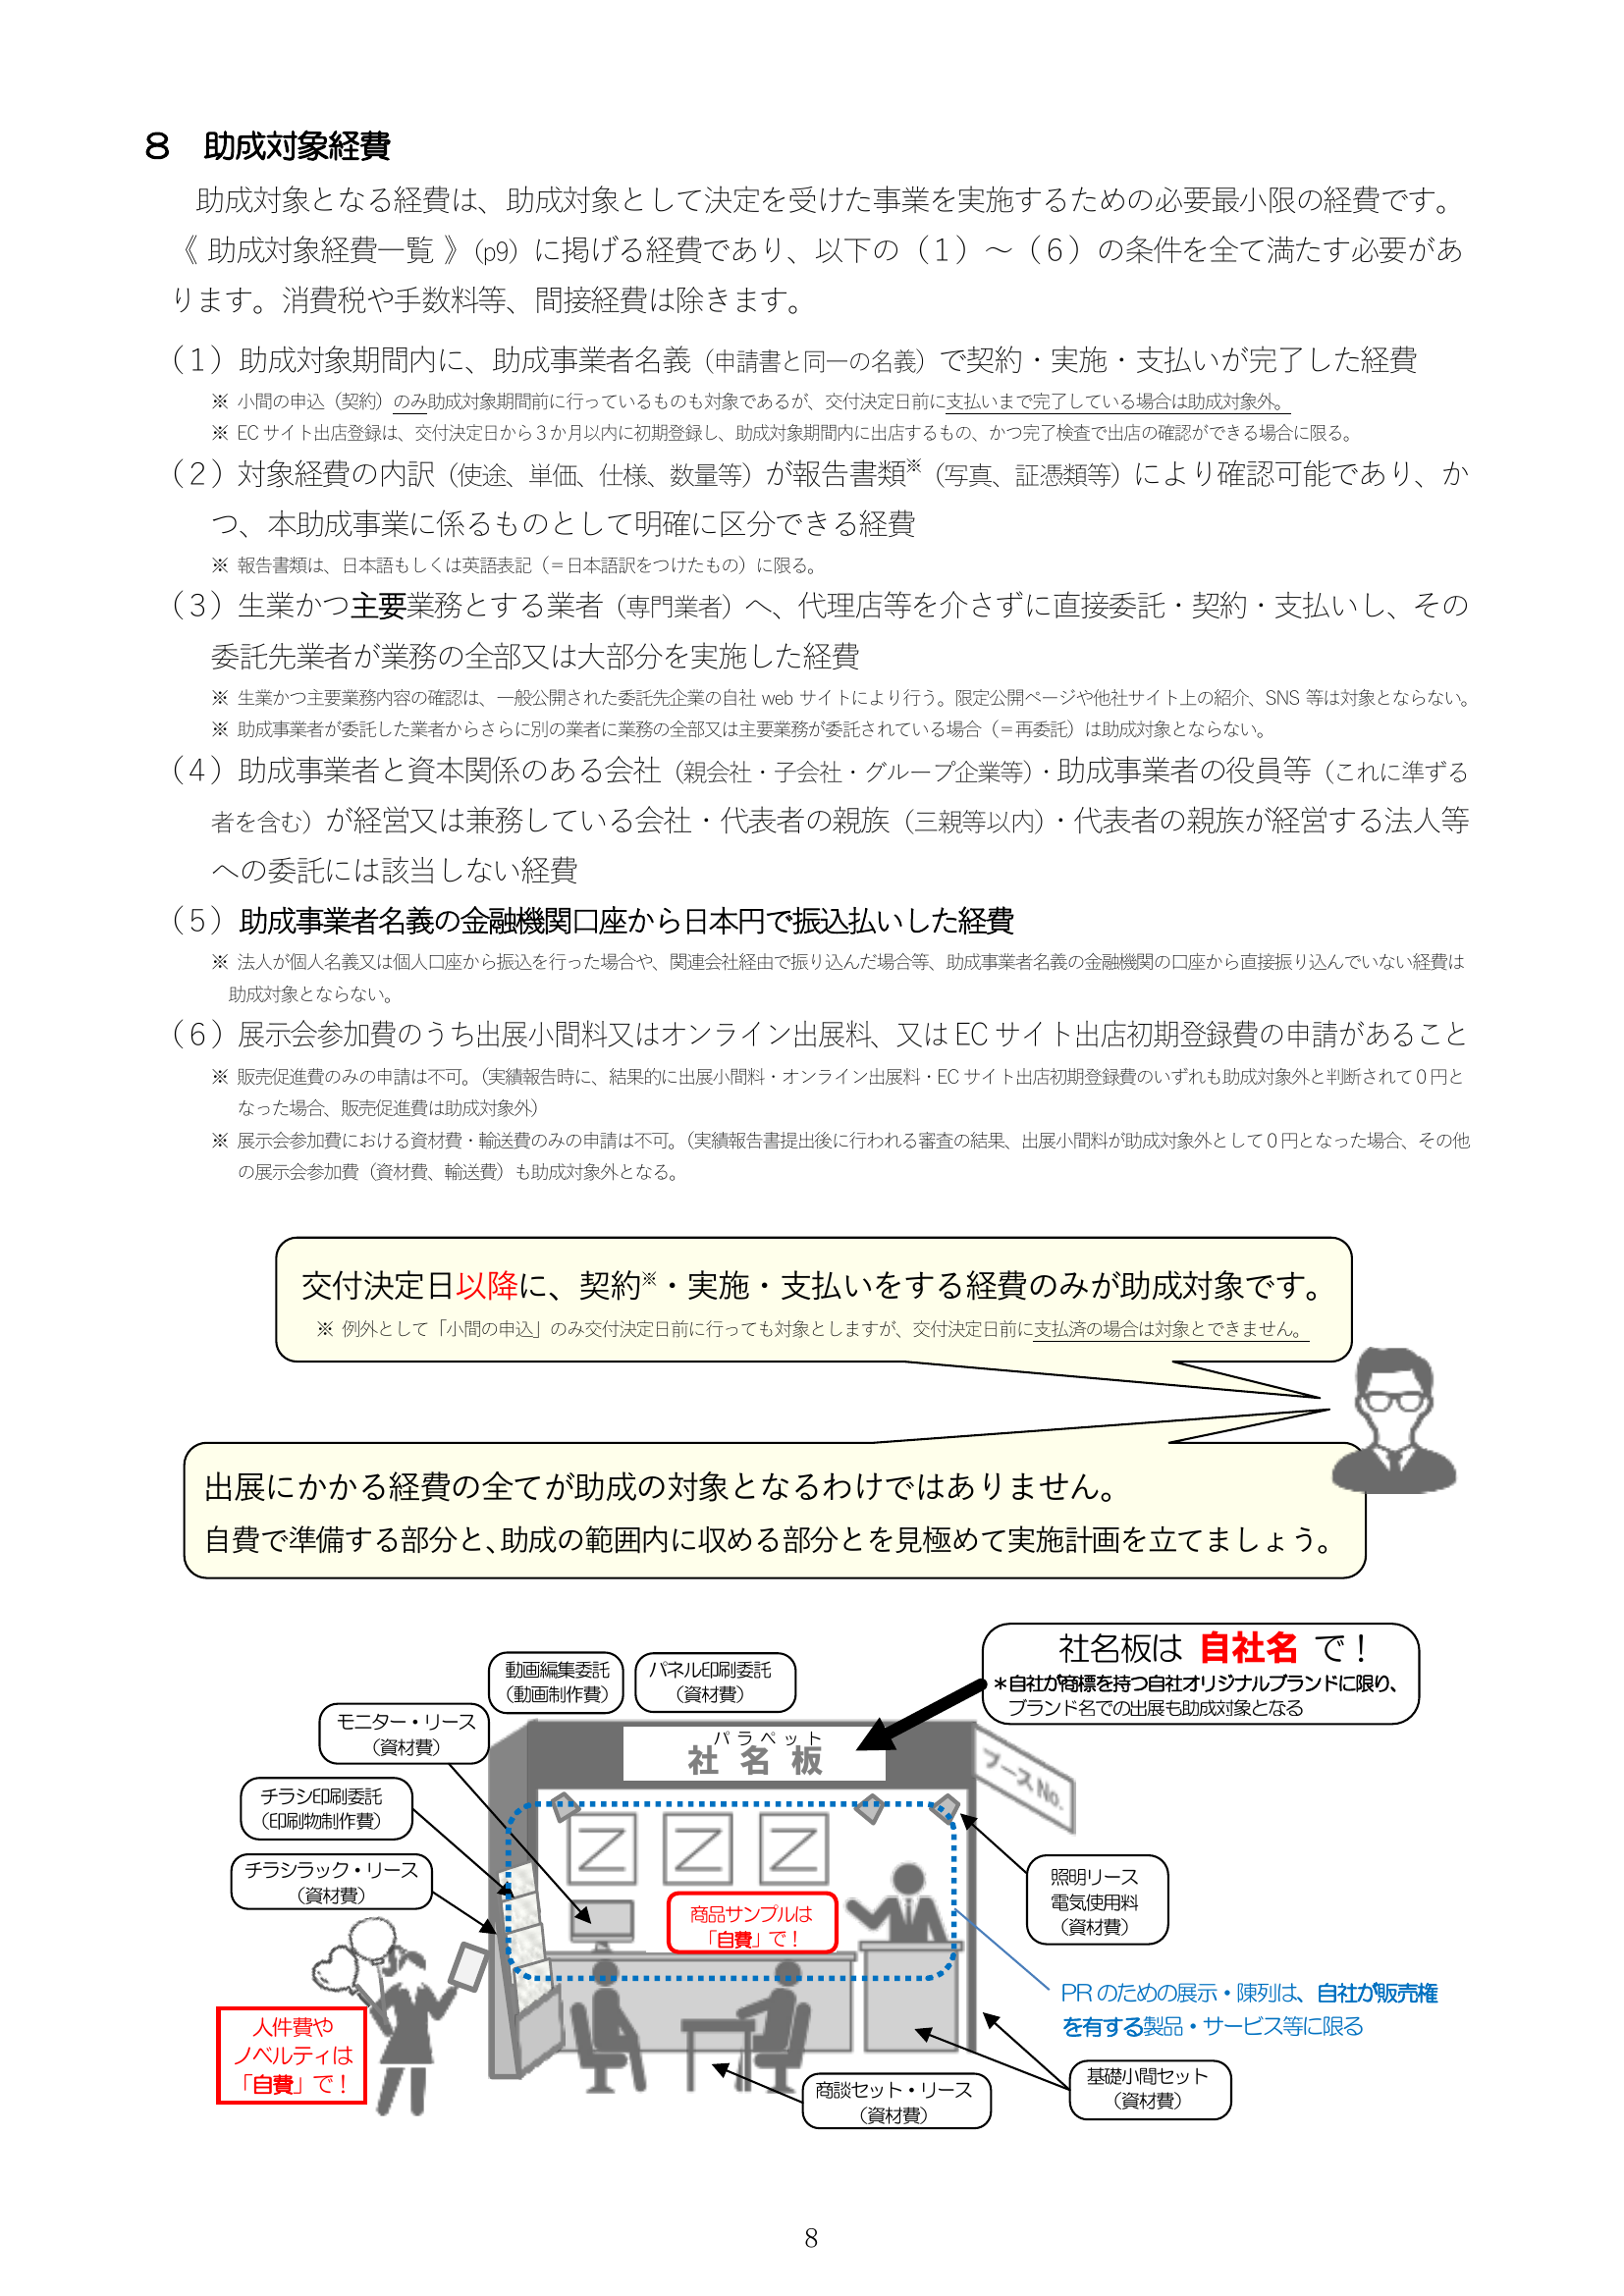 8 助成対象経費
助成対象となる経費は、助成対象として決定を受けた事業を実施するための必要最小限の経費です。
《 助成対象経費一覧 》(p9) に掲げる経費であり、以下の（1）～（6）の条件を全て満たす必要があ
ります。消費税や手数料等、間接経費は除きます。
（1）助成対象期間内に、助成事業者名義（申請書と同一の名義）で契約・実施・支払いが完了した経費
※ 小間の申込（契約）のみ助成対象期間前に行っているものも対象であるが、交付決定日前に支払いまで完了している場合は助成対象外。
※ EC サイト出店登録は、交付決定日から３か月以内に初期登録し、助成対象期間内に出店するもの、かつ完了検査で出店の確認ができる場合に限る。
（2）対象経費の内訳（使途、単価、仕様、数量等）が報告書類※（写真、証憑類等）により確認可能であり、か
つ、本助成事業に係るものとして明確に区分できる経費
※ 報告書類は、日本語もしくは英語表記（＝日本語訳をつけたもの）に限る。
（3）生業かつ主要業務とする業者（専門業者）へ、代理店等を介さずに直接委託・契約・支払いし、その
委託先業者が業務の全部又は大部分を実施した経費
※ 生業かつ主要業務内容の確認は、一般公開された委託先企業の自社 web サイトにより行う。限定公開ページや他社サイト上の紹介、SNS 等は対象とならない。
※ 助成事業者が委託した業者からさらに別の業者に業務の全部又は主要業務が委託されている場合（＝再委託）は助成対象とならない。
（4）助成事業者と資本関係のある会社（親会社・子会社・グループ企業等）・助成事業者の役員等（これに準ずる
者を含む）が経営又は兼務している会社・代表者の親族（三親等以内）・代表者の親族が経営する法人等
への委託には該当しない経費
（5）助成事業者名義の金融機関口座から日本円で振込払いした経費
※ 法人が個人名義又は個人口座から振込を行った場合や、関連会社経由で振り込んだ場合等、助成事業者名義の金融機関の口座から直接振り込んでいない経費は
助成対象とならない。
（6）展示会参加費のうち出展小間料又はオンライン出展料、又は EC サイト出店初期登録費の申請があること
※ 販売促進費のみの申請は不可。（実績報告時に、結果的に出展小間料・オンライン出展料・EC サイト出店初期登録費のいずれも助成対象外と判断されて０円と
なった場合、販売促進費は助成対象外）
※ 展示会参加費における資材費・輸送費のみの申請は不可。（実績報告書提出後に行われる審査の結果、出展小間料が助成対象外として０円となった場合、その他
の展示会参加費（資材費、輸送費）も助成対象外となる。
交付決定日以降に、契約※・実施・支払いをする経費のみが助成対象です。
※ 例外として「小間の申込」のみ交付決定日前に行っても対象としますが、交付決定日前に支払済の場合は対象とできません。
出展にかかる経費の全てが助成の対象となるわけではありません。
自費で準備する部分と、助成の範囲内に収める部分とを見極めて実施計画を立てましょう。
社名板は 自社名 で！
＊自社が商標を持つ自社オリジナルブランドに限り、
ブランド名での出展も助成対象となる
動画編集委託
（動画制作費）
パネル印刷委託
（資材費）
モニター・リース
（資材費）
パラペット
社名板
ブースNo.
チラシ印刷委託
（印刷物制作費）
チラシラック・リース
（資材費）
照明リース
電気使用料
（資材費）
商品サンプルは
「自費」で！
PR のための展示・陳列は、自社が販売権
を有する製品・サービス等に限る
人件費や
ノベルティは
「自費」で！
基礎小間セット
（資材費）
商談セット・リース
（資材費）
8